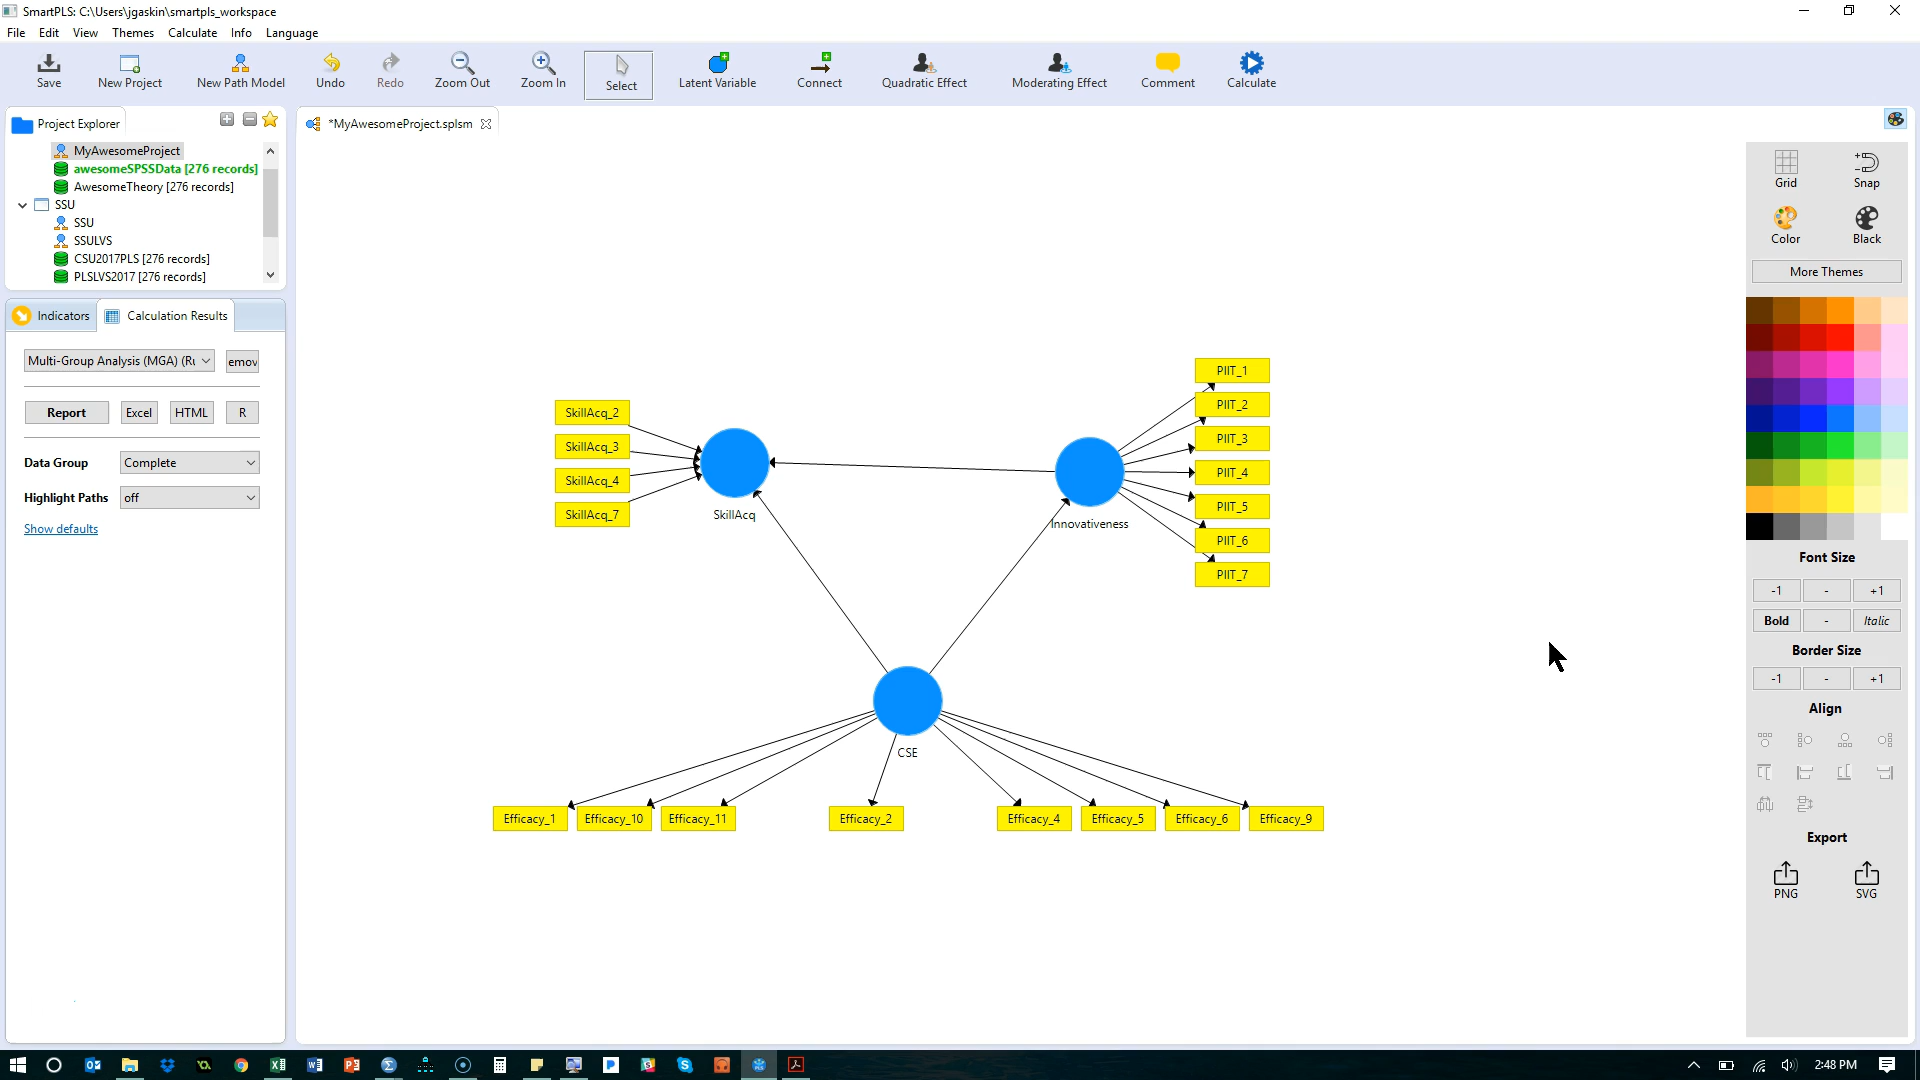 SmartPLS: C:\Users\jgaskin\smartpls_workspace
File Edit View Themes Calculate Info Language
Save New Project New Path Model Undo Redo Zoom Out Zoom In Select Latent Variable Connect Quadratic Effect Moderating Effect Comment Calculate
Project Explorer
MyAwesomeProject
awesomeSPSSData [276 records]
AwesomeTheory [276 records]
SSU
SSU
SSULVS
CSU2017PLS [276 records]
PLSLVS2017 [276 records]
Indicators Calculation Results
Multi-Group Analysis (MGA) (Ru emov
Report Excel HTML R
Data Group Complete
Highlight Paths off
Show defaults
*MyAwesomeProject.splsm
SkillAcq_2
SkillAcq_3
SkillAcq_4
SkillAcq_7
SkillAcq
Innovativeness
PIIT_1
PIIT_2
PIIT_3
PIIT_4
PIIT_5
PIIT_6
PIIT_7
CSE
Efficacy_1 Efficacy_10 Efficacy_11 Efficacy_2 Efficacy_4 Efficacy_5 Efficacy_6 Efficacy_9
Grid Snap
Color Black
More Themes
Font Size
-1 - +1
Bold - Italic
Border Size
-1 - +1
Align
Export
PNG SVG
2:48 PM